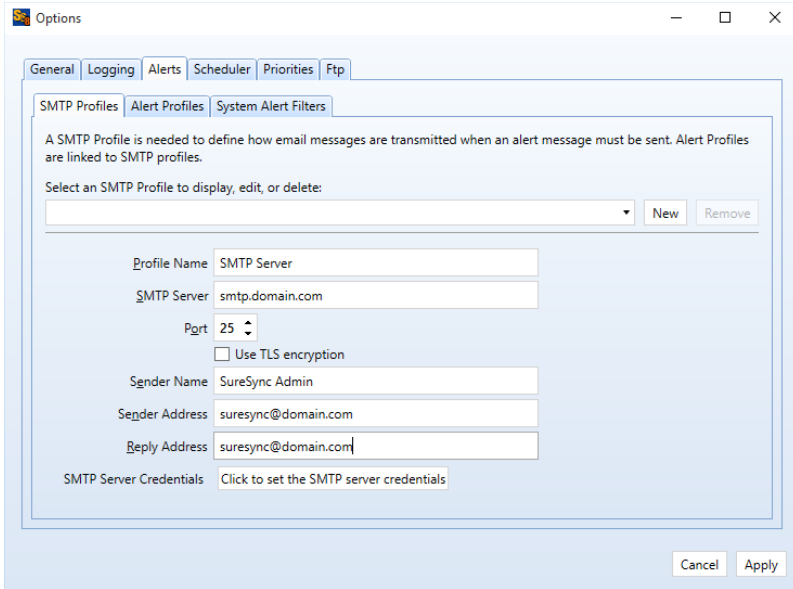 Options
General Logging Alerts Scheduler Priorities Ftp
SMTP Profiles Alert Profiles System Alert Filters
A SMTP Profile is needed to define how email messages are transmitted when an alert message must be sent. Alert Profiles
are linked to SMTP profiles.
Select an SMTP Profile to display, edit, or delete:
New Remove
Profile Name SMTP Server
SMTP Server smtp.domain.com
Port 25
Use TLS encryption
Sender Name SureSync Admin
Sender Address suresync@domain.com
Reply Address suresync@domain.com
SMTP Server Credentials Click to set the SMTP server credentials
Cancel Apply